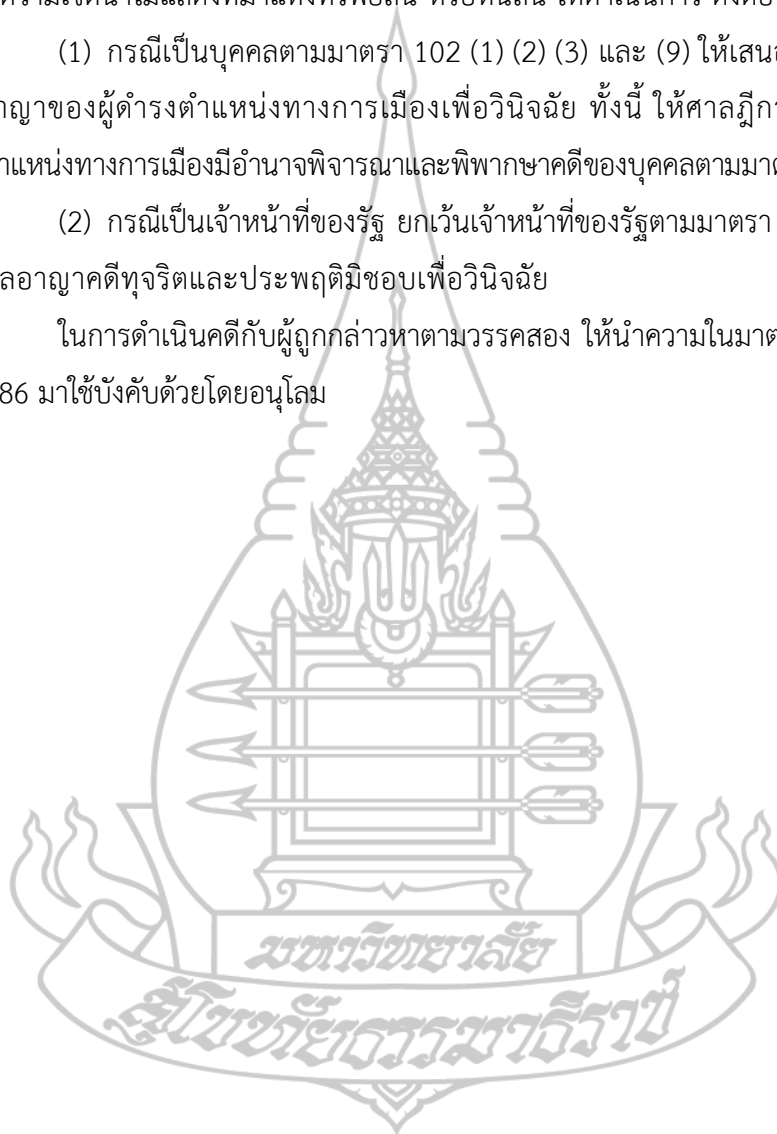 (1) กรณีเป็นบุคคลตามมาตรา 102 (1) (2) (3) และ (9) ให้เสนอ
าญาของผู้ดำรงตำแหน่งทางการเมืองเพื่อวินิจฉัย ทั้งนี้ ให้ศาลฎีกา
ำแหน่งทางการเมืองมีอำนาจพิจารณาและพิพากษาคดีของบุคคลตามมาต
(2) กรณีเป็นเจ้าหน้าที่ของรัฐ ยกเว้นเจ้าหน้าที่ของรัฐตามมาตรา
ลอาญาคดีทุจริตและประพฤติมิชอบเพื่อวินิจฉัย
ในการดำเนินคดีกับผู้ถูกกล่าวหาตามวรรคสอง ให้นำความในมาต
86 มาใช้บังคับด้วยโดยอนุโลม
มหาวิทยาลัย
สุโขทัยธรรมาธิราช